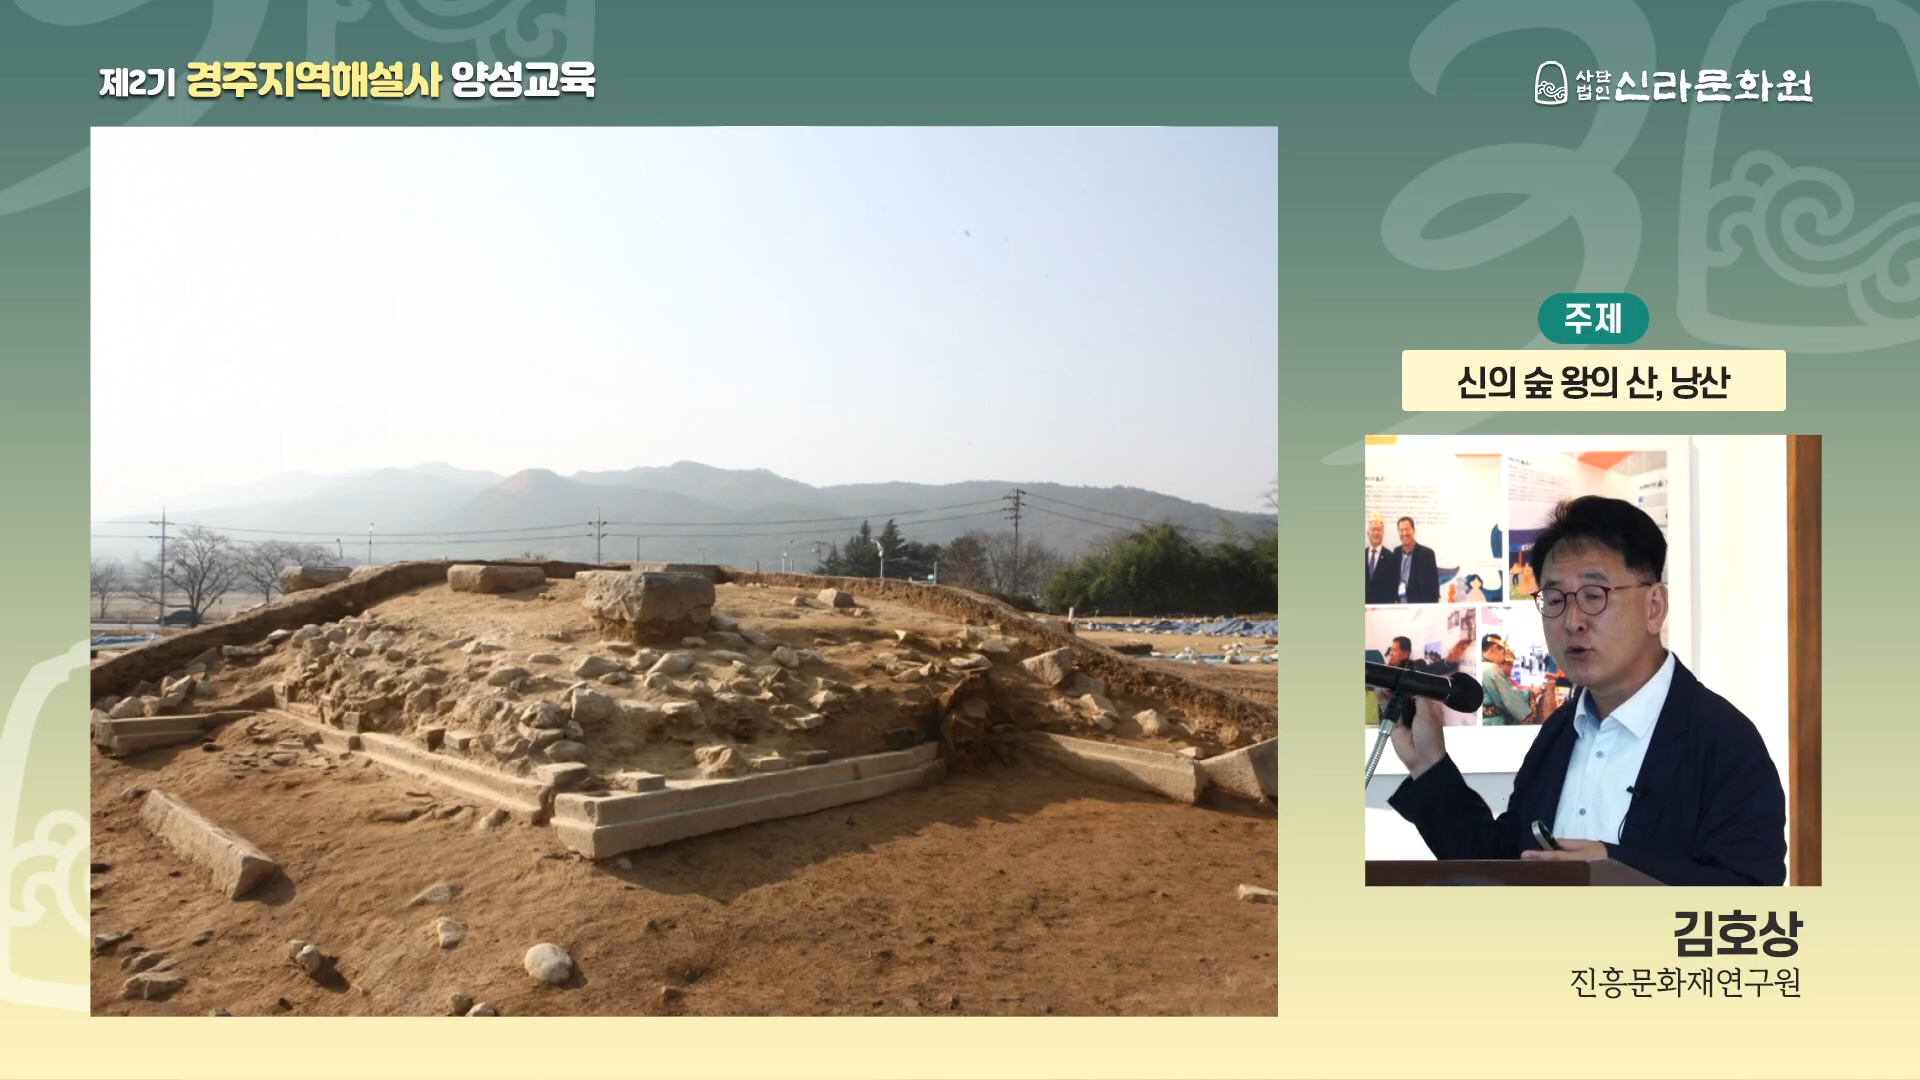 제2기 경주지역해설사 양성교육
사단법인 신라문화원
주제
신의 숲 왕의 산, 낭산
김호상
진흥문화재연구원